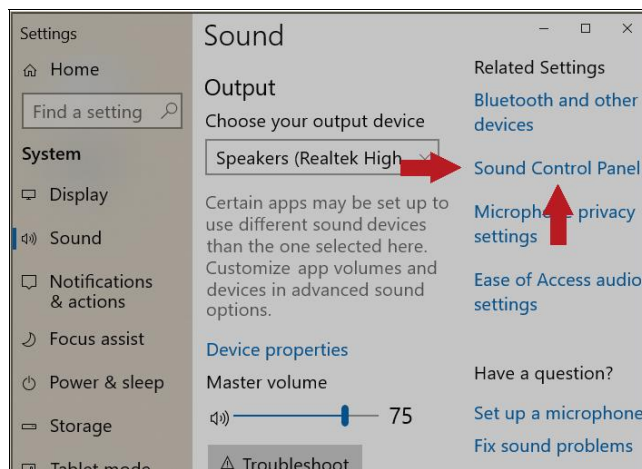 Settings
Home
Find a setting
System
Display
Sound
Notifications
& actions
Focus assist
Power & sleep
Storage
Tablet mode
Sound
Output
Choose your output device
Speakers (Realtek High
Certain apps may be set up to
use different sound devices
than the one selected here.
Customize app volumes and
devices in advanced sound
options.
Device properties
Master volume
75
Troubleshoot
Related Settings
Bluetooth and other
devices
Sound Control Panel
Microphone privacy
settings
Ease of Access audio
settings
Have a question?
Set up a microphone
Fix sound problems